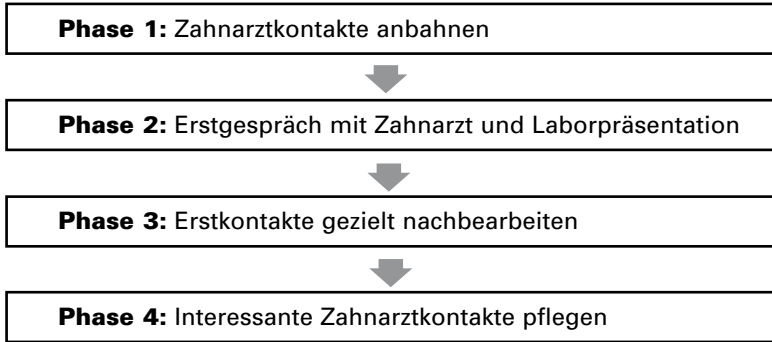 Phase 1: Zahnarztkontakte anbahnen
Phase 2: Erstgespräch mit Zahnarzt und Laborpräsentation
Phase 3: Erstkontakte gezielt nachbearbeiten
Phase 4: Interessante Zahnarztkontakte pflegen